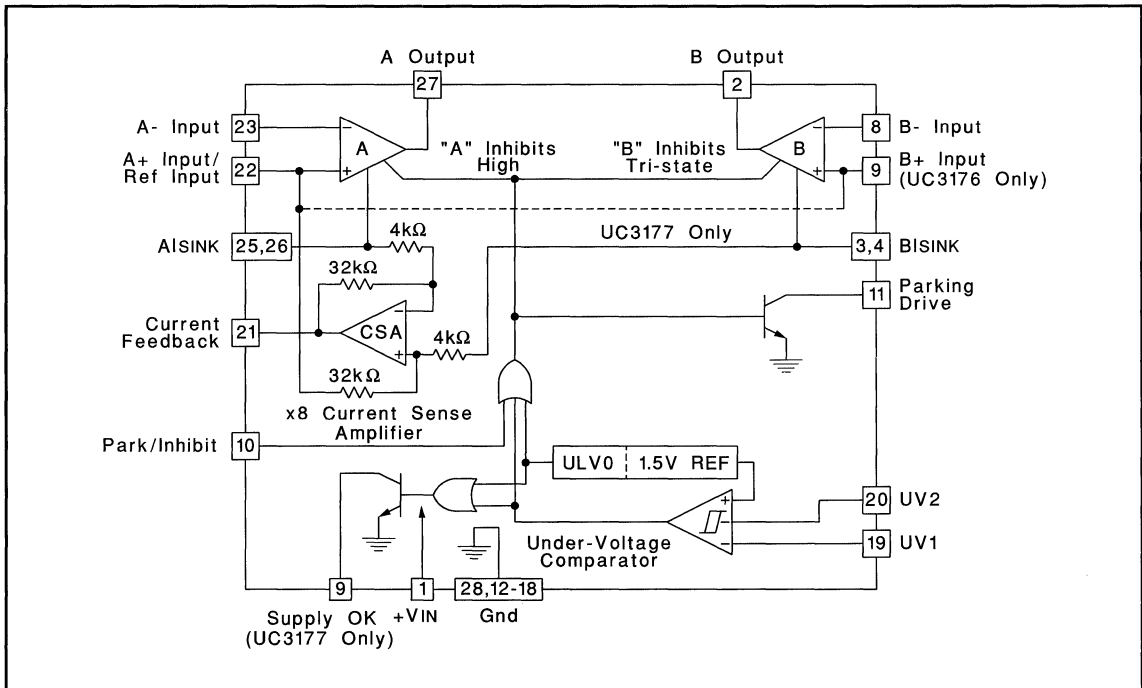 A Output
B Output
27
2
A- Input
23
8
B- Input
−
−
A
B
A+ Input/
Ref Input
22
+
"A" Inhibits
High
"B" Inhibits
Tri-state
+
9
B+ Input
(UC3176 Only)
AISINK
25,26
4kΩ
UC3177 Only
3,4
BISINK
32kΩ
11
Parking
Drive
Current
Feedback
21
−
CSA
+
4kΩ
32kΩ
x8 Current Sense
Amplifier
Park/Inhibit
10
ULV0
1.5V REF
+
−
−
20
UV2
19
UV1
Under-Voltage
Comparator
9
1
28,12-18
Supply OK
(UC3177 Only)
+VIN
Gnd